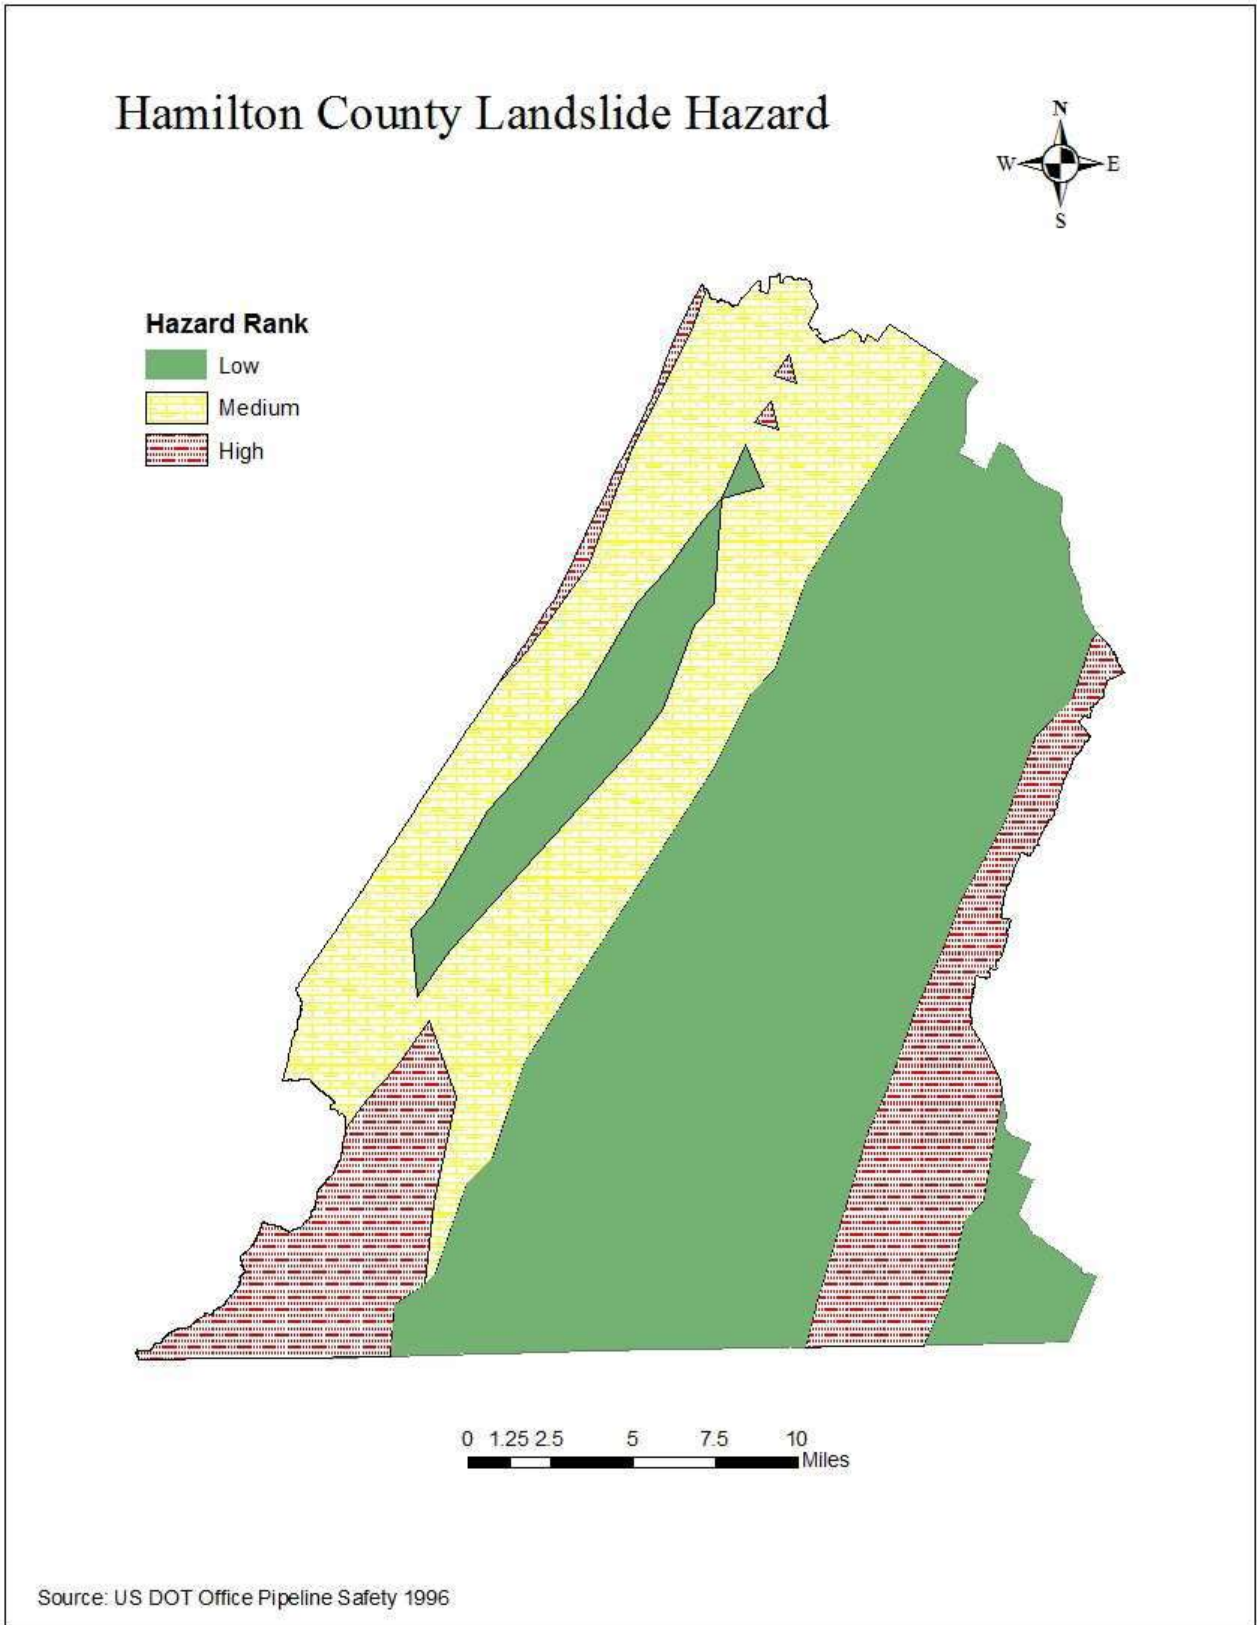 Hamilton County Landslide Hazard
N
W E
S
Hazard Rank
Low
Medium
High
0 1.25 2.5 5 7.5 10
Miles
Source: US DOT Office Pipeline Safety 1996